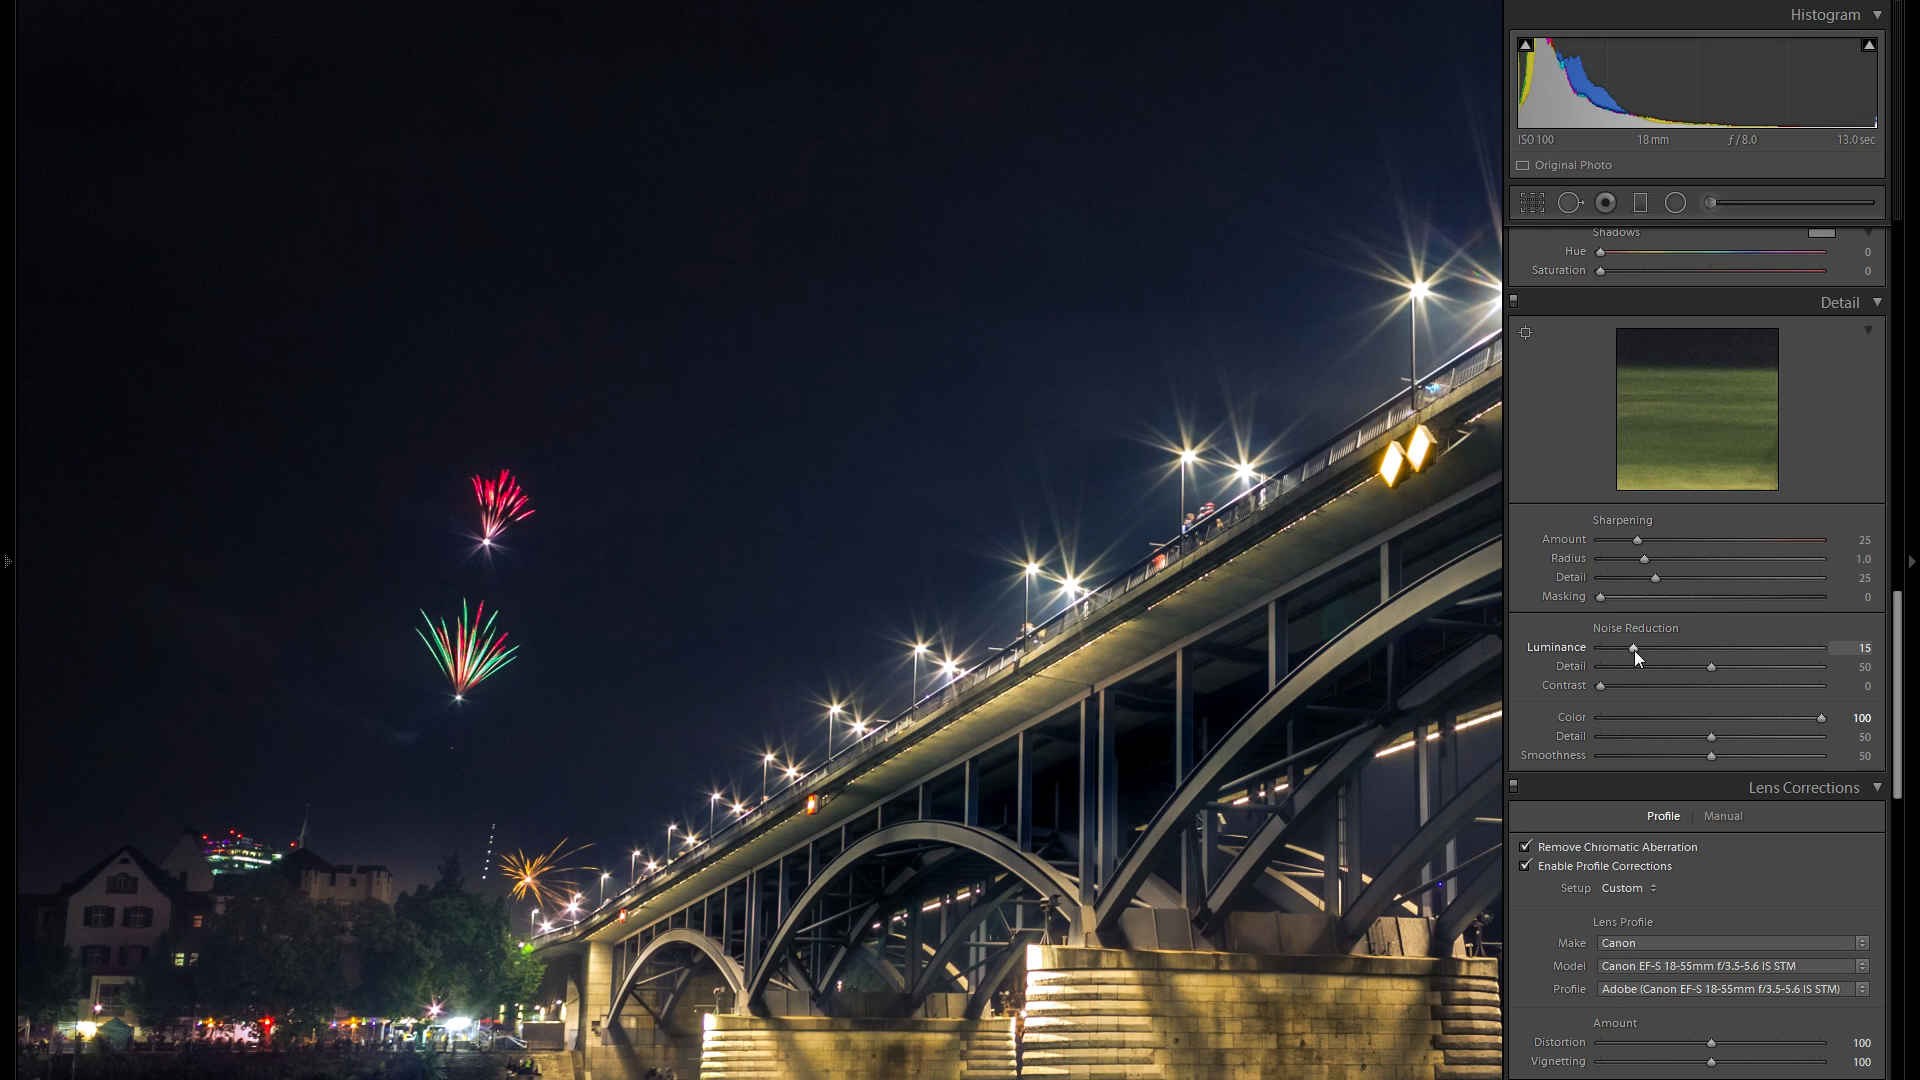 Histogram
ISO 100 18 mm ƒ / 8.0 13.0 sec
Original Photo
Shadows
Hue 0
Saturation 0
Detail
Sharpening
Amount 25
Radius 1.0
Detail 25
Masking 0
Noise Reduction
Luminance 15
Detail 50
Contrast 0
Color 100
Detail 50
Smoothness 50
Lens Corrections
Profile Manual
Remove Chromatic Aberration
Enable Profile Corrections
Setup Custom
Lens Profile
Make Canon
Model Canon EF-S 18-55mm f/3.5-5.6 IS STM
Profile Adobe (Canon EF-S 18-55mm f/3.5-5.6 IS STM)
Amount
Distortion 100
Vignetting 100